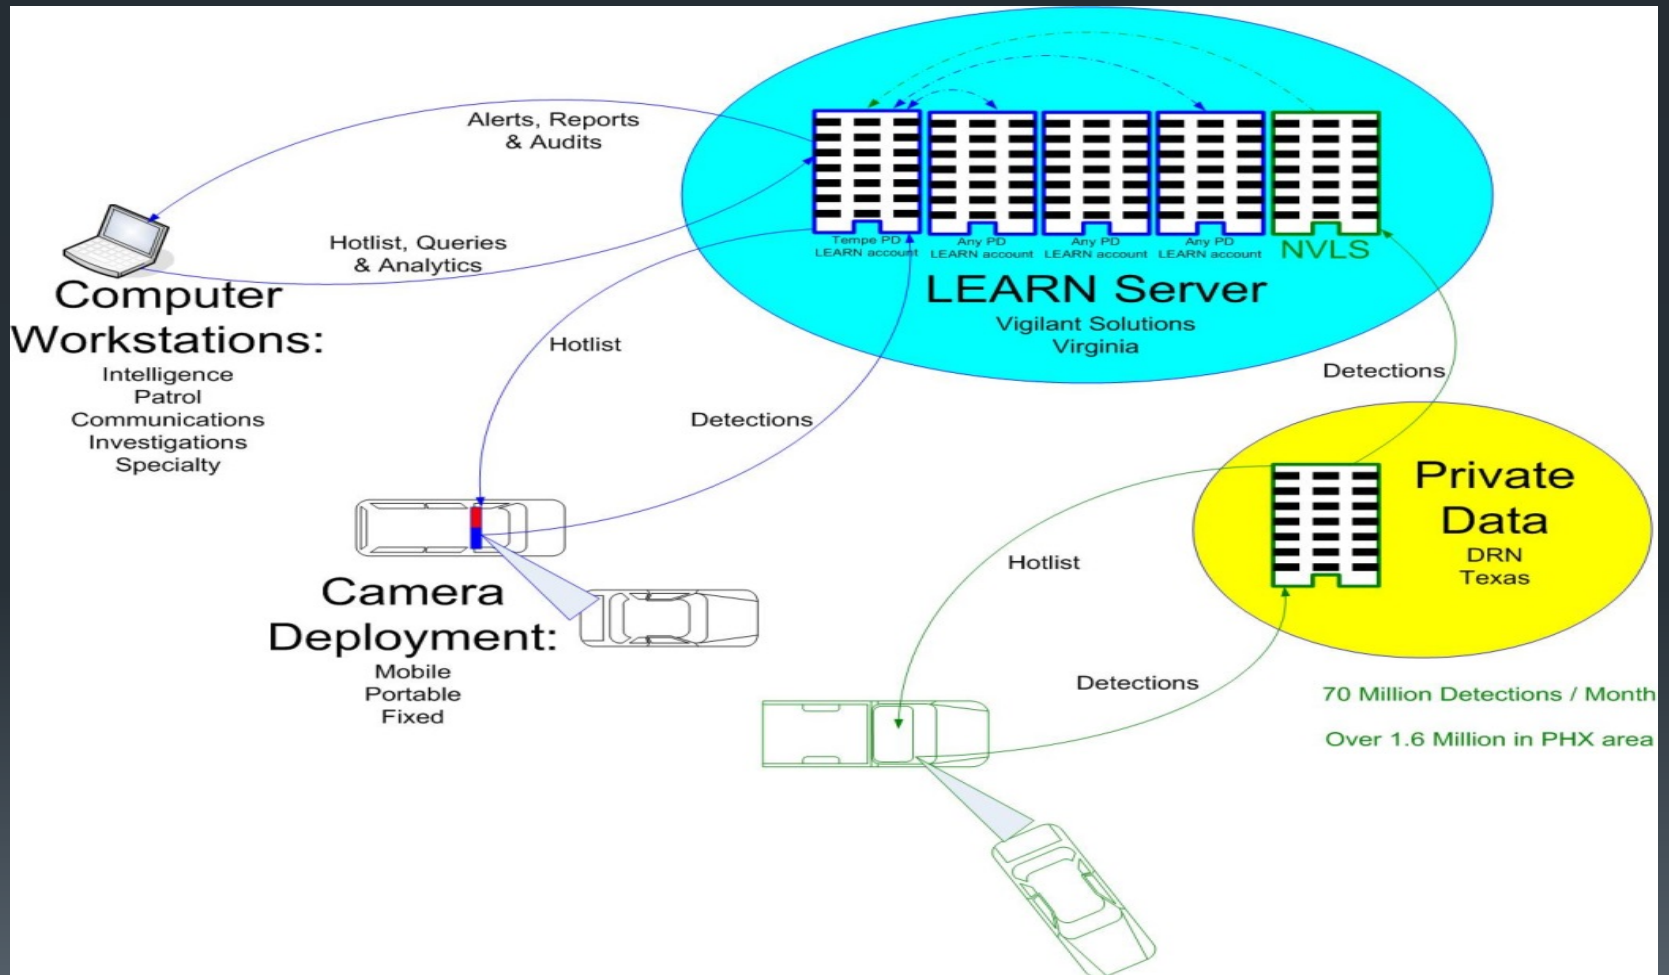 Alerts, Reports
& Audits
Hotlist, Queries
& Analytics
Computer
Workstations:
Intelligence
Patrol
Communications
Investigations
Specialty
Tempe PD
LEARN account
Any PD
LEARN account
Any PD
LEARN account
Any PD
LEARN account
NVLS
LEARN Server
Vigilant Solutions
Virginia
Hotlist
Detections
Detections
Camera
Deployment:
Mobile
Portable
Fixed
Private
Data
DRN
Texas
Hotlist
Detections
70 Million Detections / Month
Over 1.6 Million in PHX area